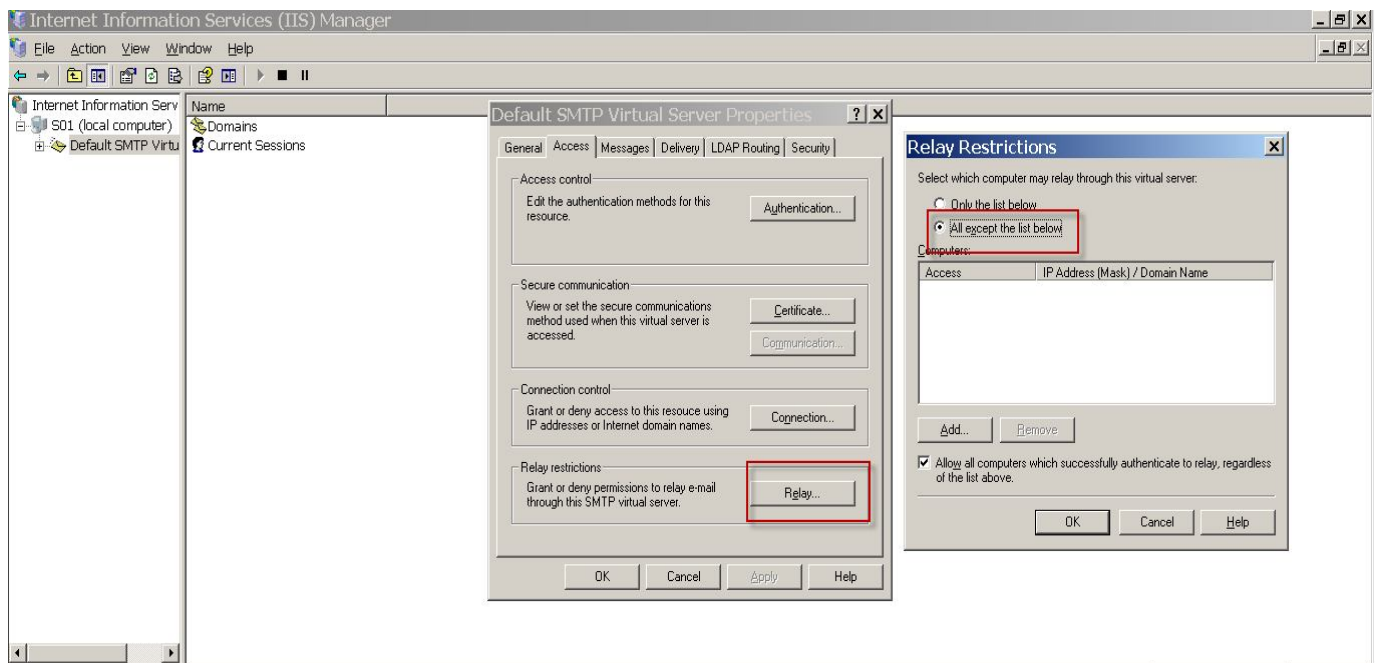 Internet Information Services (IIS) Manager
File Action View Window Help
Internet Information Serv
S01 (local computer)
Default SMTP Virtu
Name
Domains
Current Sessions
Default SMTP Virtual Server Properties
General Access Messages Delivery LDAP Routing Security
Access control
Edit the authentication methods for this
resource.
Authentication...
Secure communication
View or set the secure communications
method used when this virtual server is
accessed.
Certificate...
Communication...
Connection control
Grant or deny access to this resouce using
IP addresses or Internet domain names.
Connection...
Relay restrictions
Grant or deny permissions to relay e-mail
through this SMTP virtual server.
Relay...
OK Cancel Apply Help
Relay Restrictions
Select which computer may relay through this virtual server:
Only the list below
All except the list below
Computers:
Access IP Address (Mask) / Domain Name
Add... Remove
Allow all computers which successfully authenticate to relay, regardless
of the list above.
OK Cancel Help